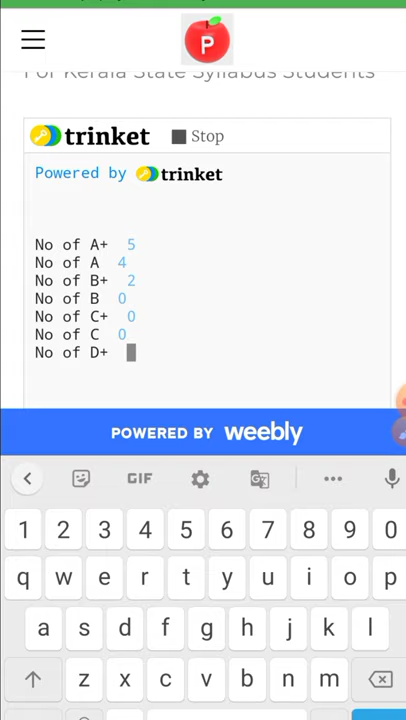 P
For Kerala State Syllabus Students
trinket Stop
Powered by trinket
No of A+ 5
No of A 4
No of B+ 2
No of B 0
No of C+ 0
No of C 0
No of D+
POWERED BY weebly
GIF
1 2 3 4 5 6 7 8 9 0
q w e r t y u i o p
a s d f g h j k l
z x c v b n m